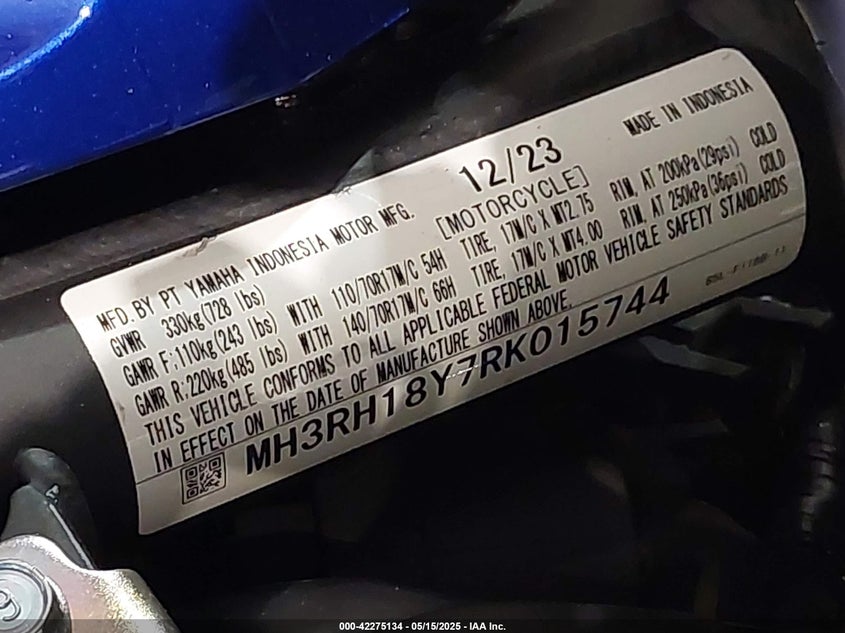 12/23
MADE IN INDONESIA
MFD.BY PT YAMAHA INDONESIA MOTOR MFG. [MOTORCYCLE]
GVWR 330kg(728 lbs)
GAWR F:110kg(243 lbs) WITH 110/70R17M/C 54H TIRE, 17M/C X MT2.75 RIM, AT 200kPa(29psi) COLD
GAWR R:220kg(485 lbs) WITH 140/70R17M/C 66H TIRE, 17M/C X MT4.00 RIM, AT 250kPa(36psi) COLD
THIS VEHICLE CONFORMS TO ALL APPLICABLE FEDERAL MOTOR VEHICLE SAFETY STANDARDS
IN EFFECT ON THE DATE OF MANUFACTURE SHOWN ABOVE.
MH3RH18Y7RK015744
000-42275134 - 05/15/2025 - IAA Inc.